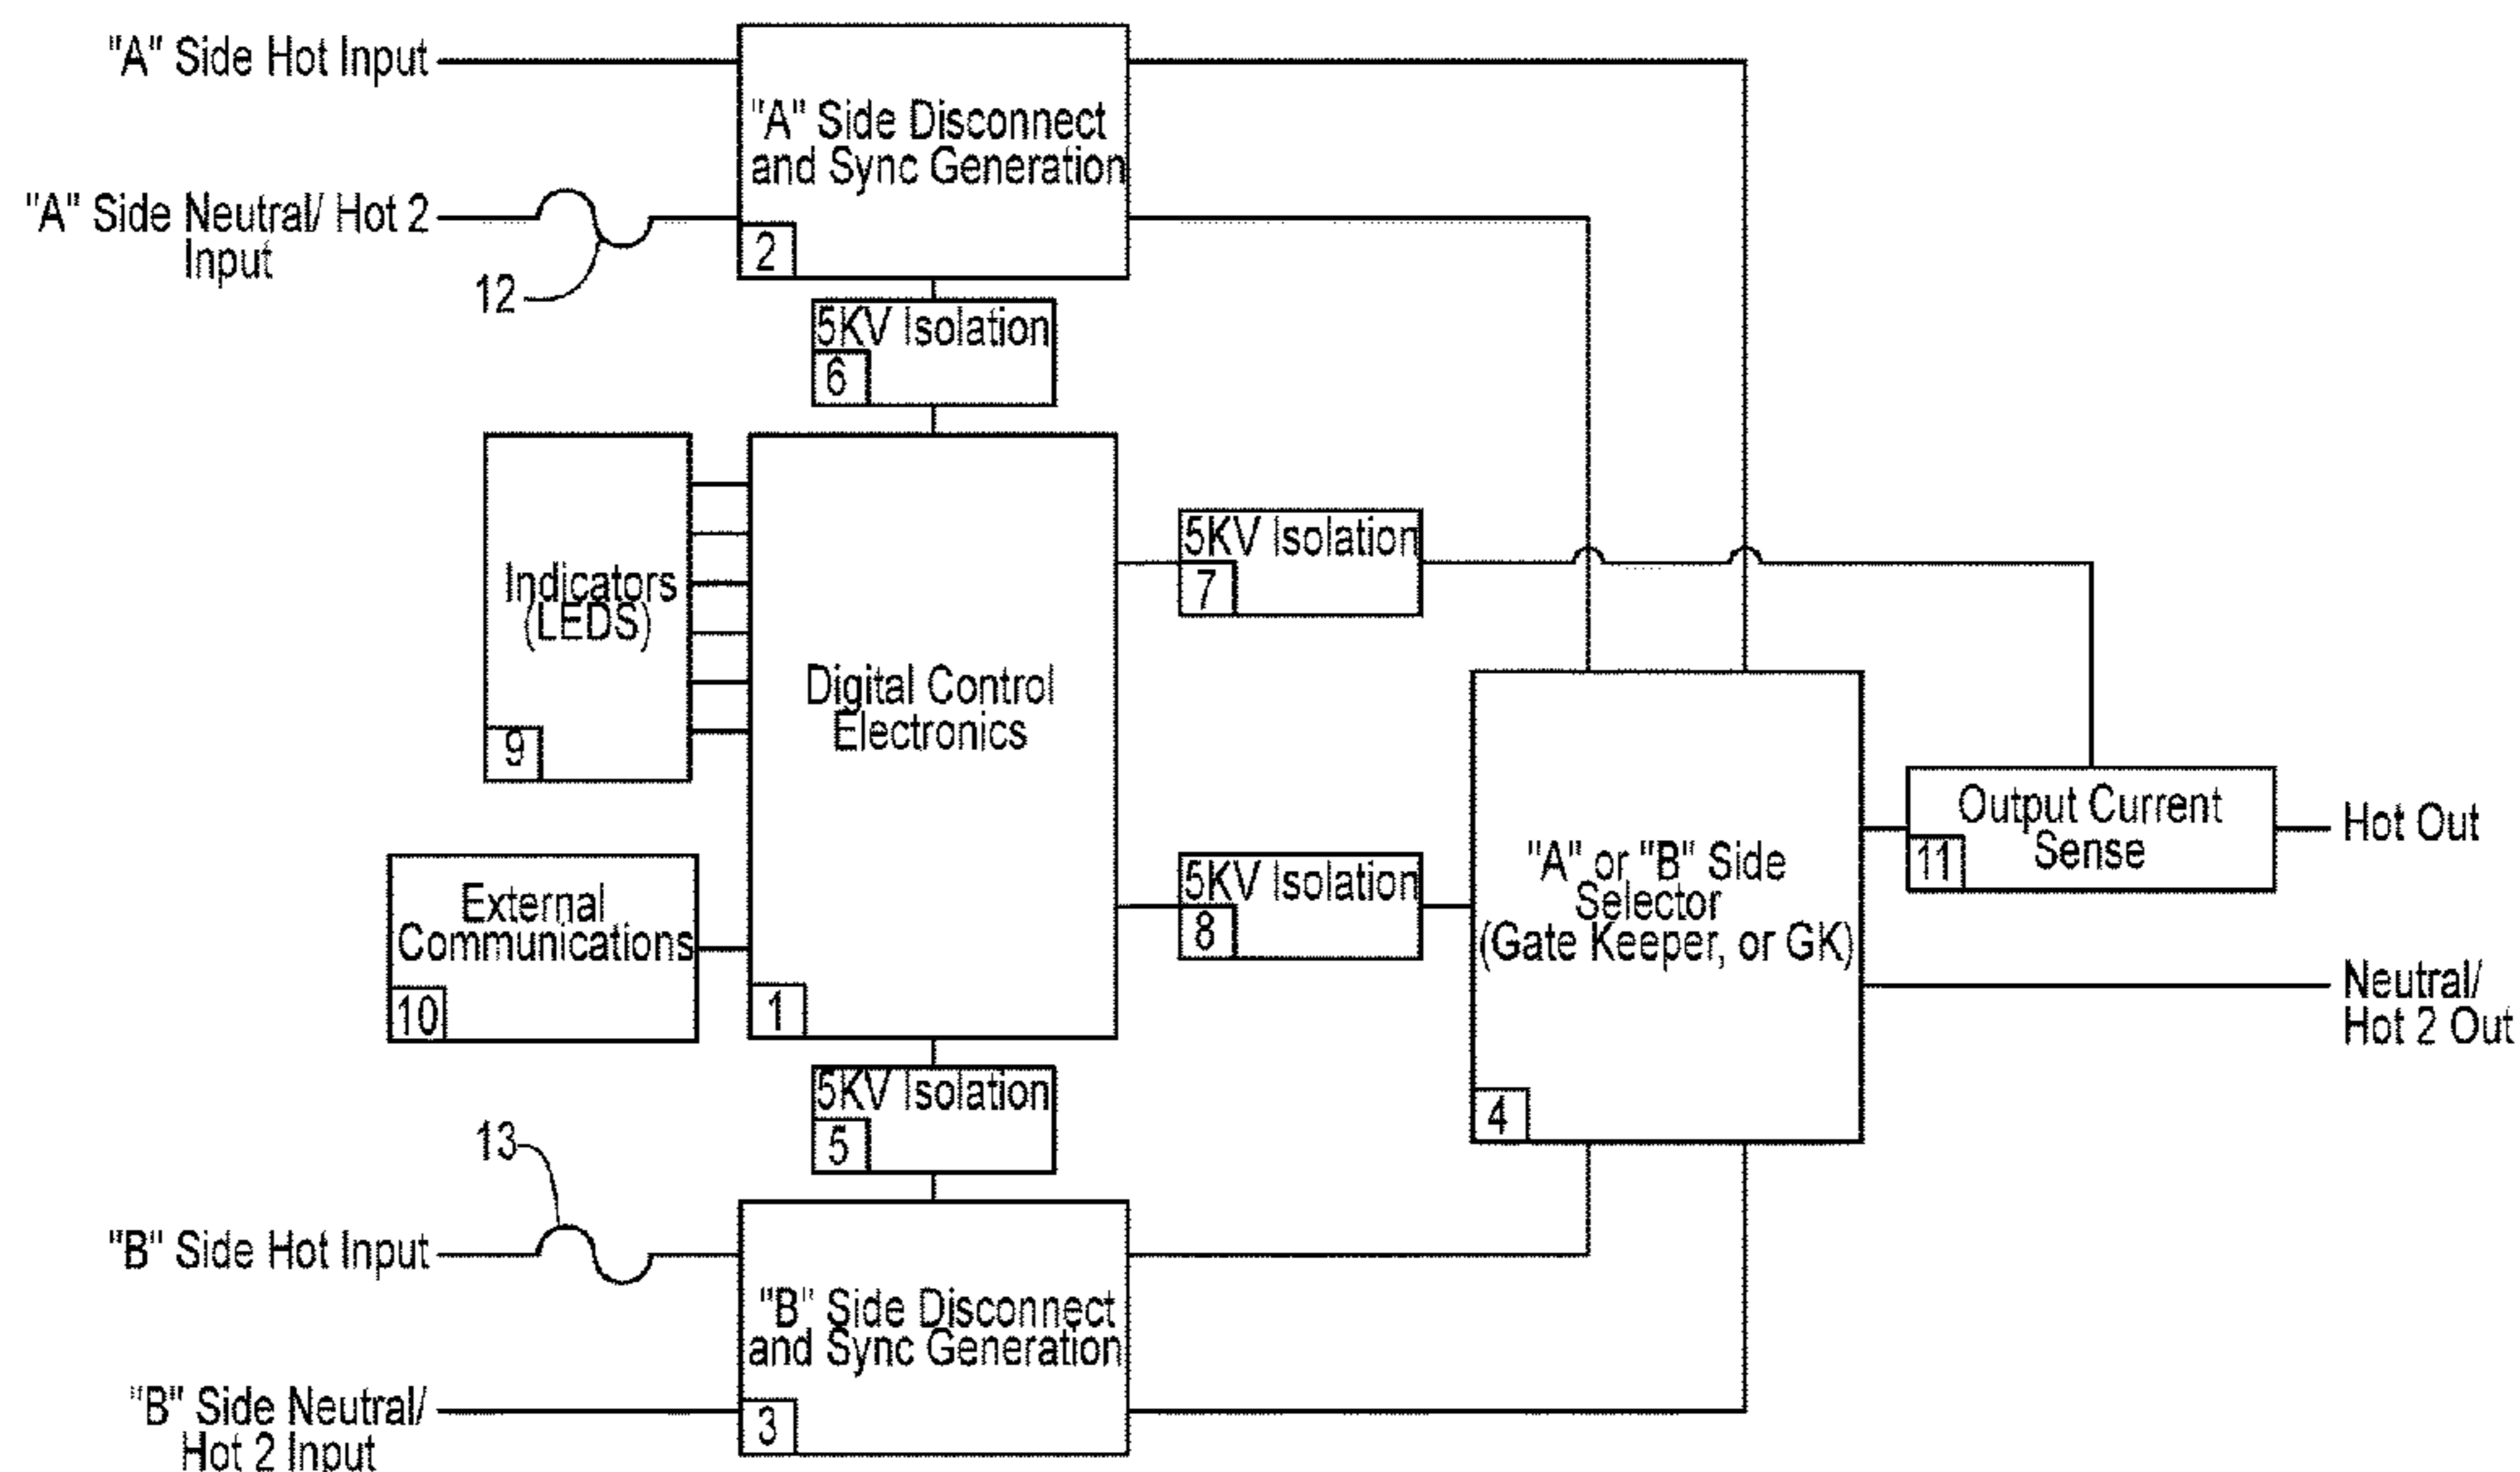 "A" Side Hot Input
"A" Side Disconnect
and Sync Generation
2
"A" Side Neutral/ Hot 2
Input
12
5KV Isolation
6
Indicators
(LEDS)
9
Digital Control
Electronics
1
5KV Isolation
7
External
Communications
10
5KV Isolation
8
"A" or "B" Side
Selector
(Gate Keeper, or GK)
4
Output Current
Sense
11
Hot Out
Neutral/
Hot 2 Out
5KV Isolation
5
13
"B" Side Hot Input
"B" Side Disconnect
and Sync Generation
3
"B" Side Neutral/
Hot 2 Input